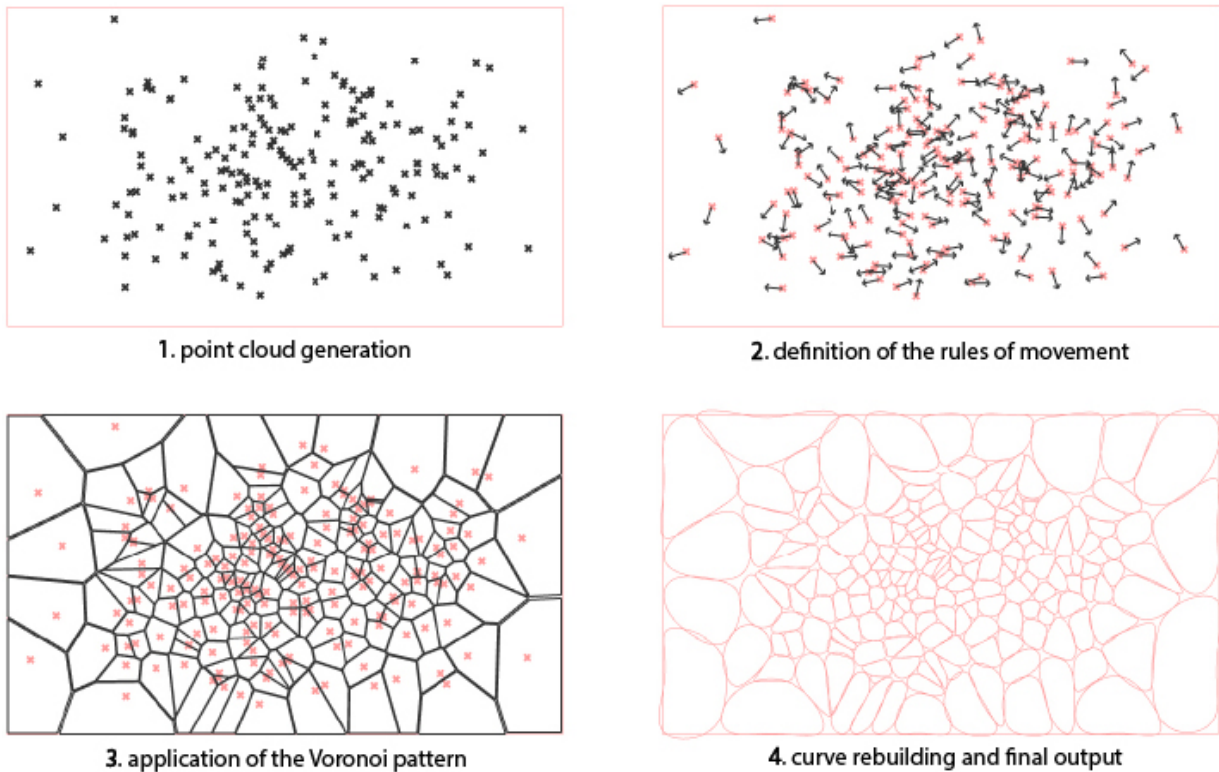 1. point cloud generation
2. definition of the rules of movement
3. application of the Voronoi pattern
4. curve rebuilding and final output